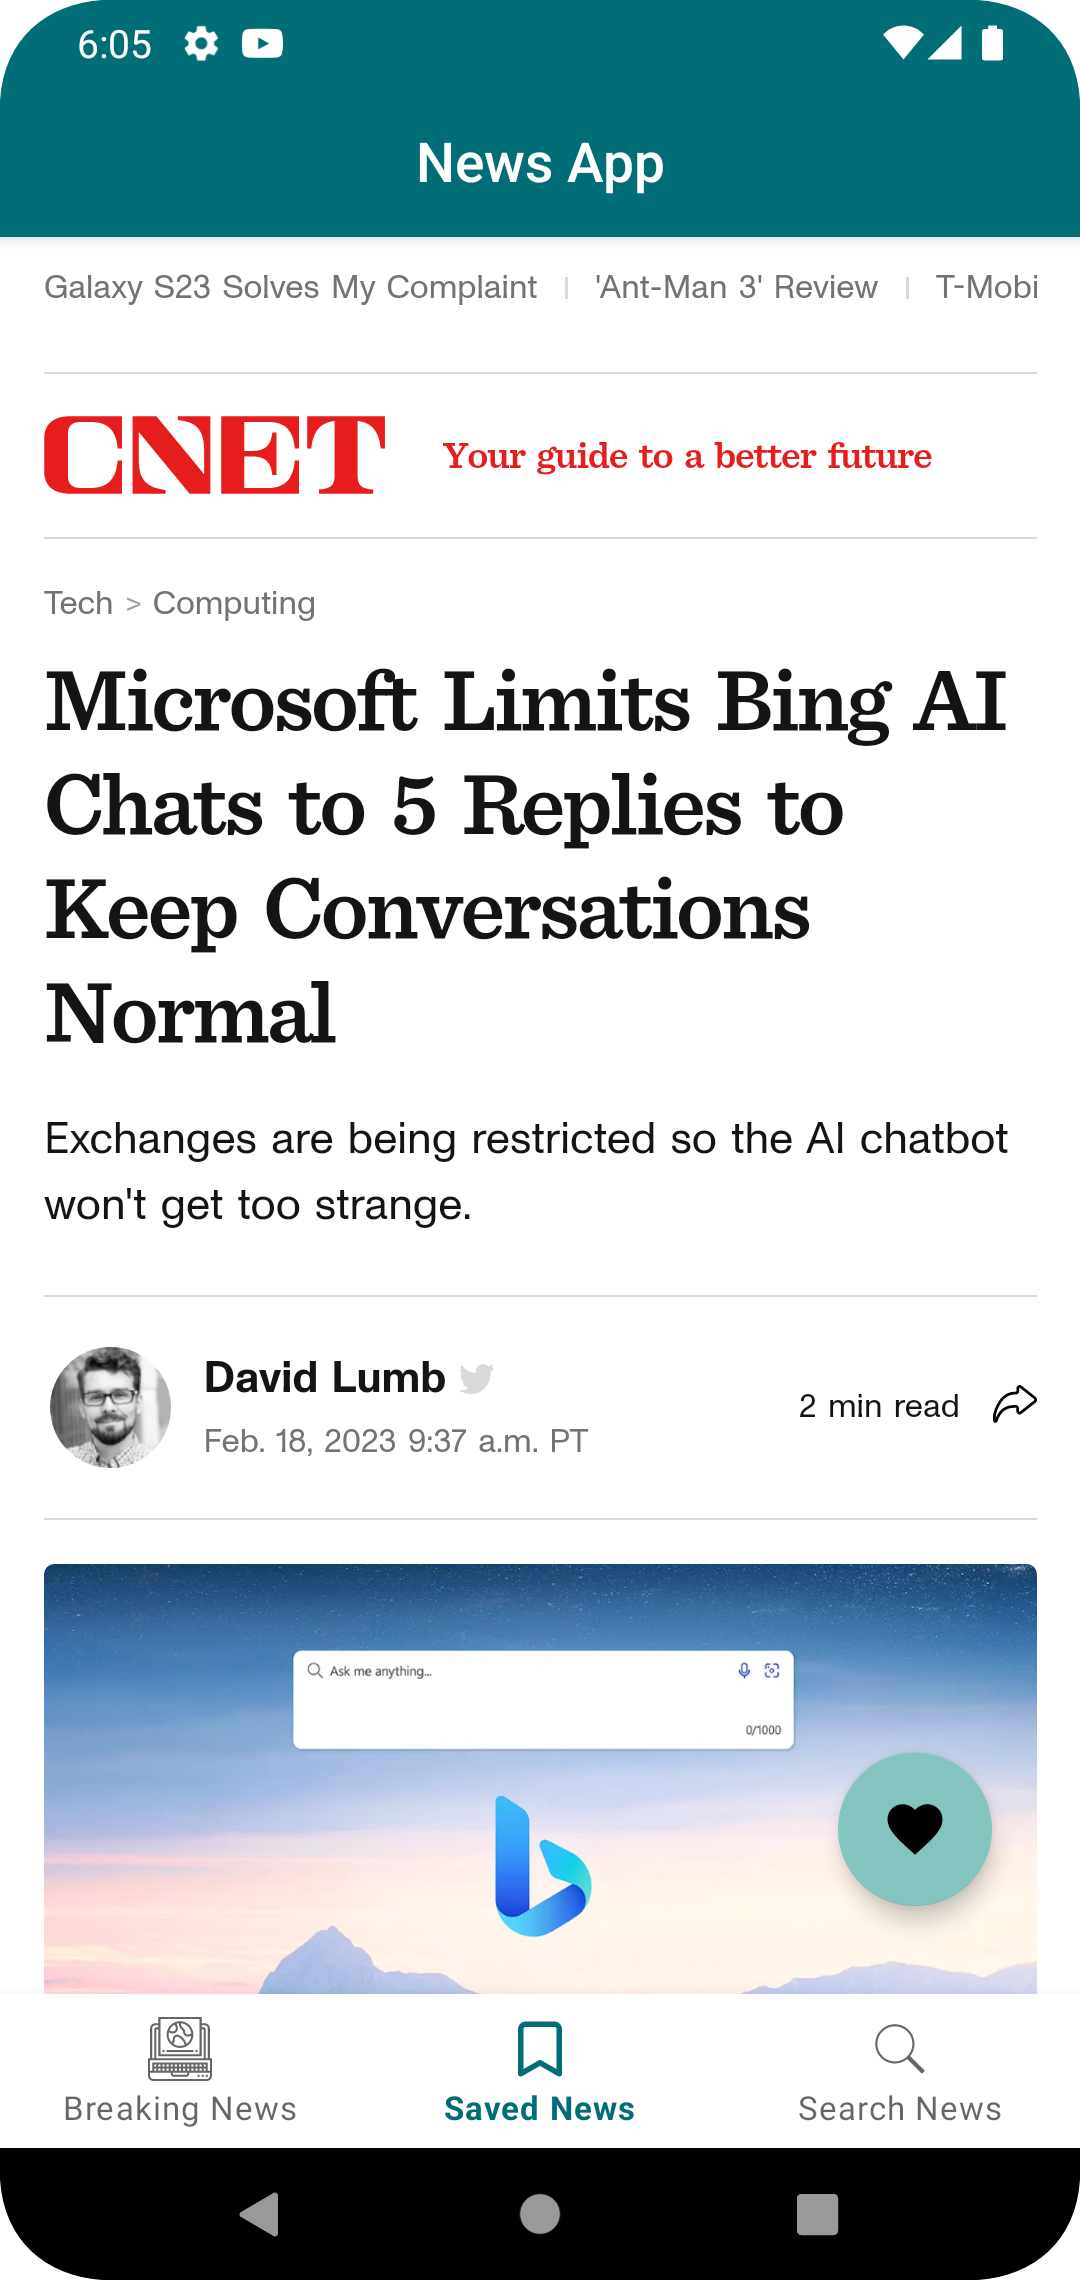 6:05
News App
Galaxy S23 Solves My Complaint | 'Ant-Man 3' Review | T-Mobi
CNET Your guide to a better future
Tech > Computing
Microsoft Limits Bing AI
Chats to 5 Replies to
Keep Conversations
Normal
Exchanges are being restricted so the AI chatbot
won't get too strange.
David Lumb
Feb. 18, 2023 9:37 a.m. PT
2 min read
Ask me anything...
0/1000
Breaking News
Saved News
Search News